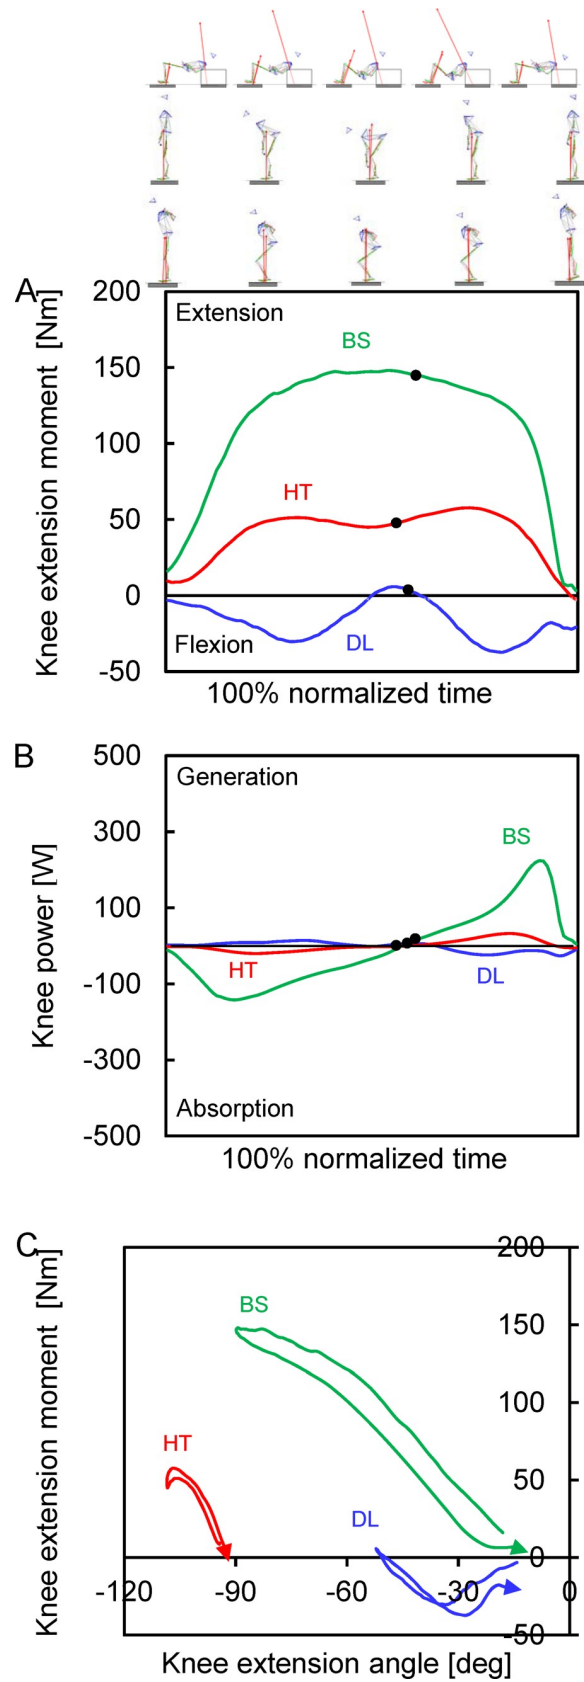 A
Knee extension moment [Nm]
200
150
100
50
0
-50
Extension
BS
HT
DL
Flexion
100% normalized time
B
Knee power [W]
500
300
100
-100
-300
-500
Generation
BS
HT
DL
Absorption
100% normalized time
C
Knee extension moment [Nm]
200
150
100
50
0
-50
BS
HT
DL
-120
-90
-60
-30
0
Knee extension angle [deg]